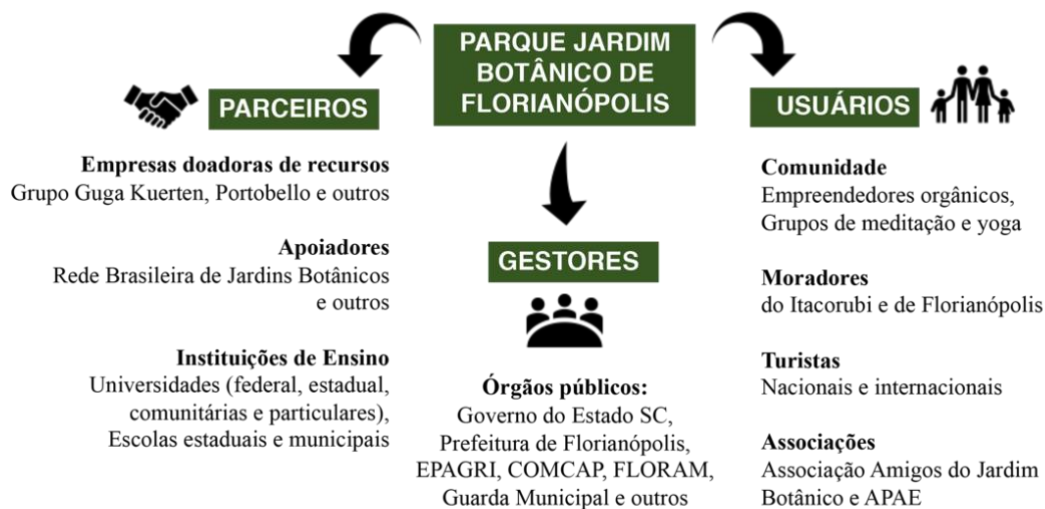 PARQUE JARDIM
BOTÂNICO DE
FLORIANÓPOLIS
PARCEIROS
Empresas doadoras de recursos
Grupo Guga Kuerten, Portobello e outros
Apoiadores
Rede Brasileira de Jardins Botânicos
e outros
Instituições de Ensino
Universidades (federal, estadual,
comunitárias e particulares),
Escolas estaduais e municipais
GESTORES
Órgãos públicos:
Governo do Estado SC,
Prefeitura de Florianópolis,
EPAGRI, COMCAP, FLORAM,
Guarda Municipal e outros
USUÁRIOS
Comunidade
Empreendedores orgânicos,
Grupos de meditação e yoga
Moradores
do Itacorubi e de Florianópolis
Turistas
Nacionais e internacionais
Associações
Associação Amigos do Jardim
Botânico e APAE